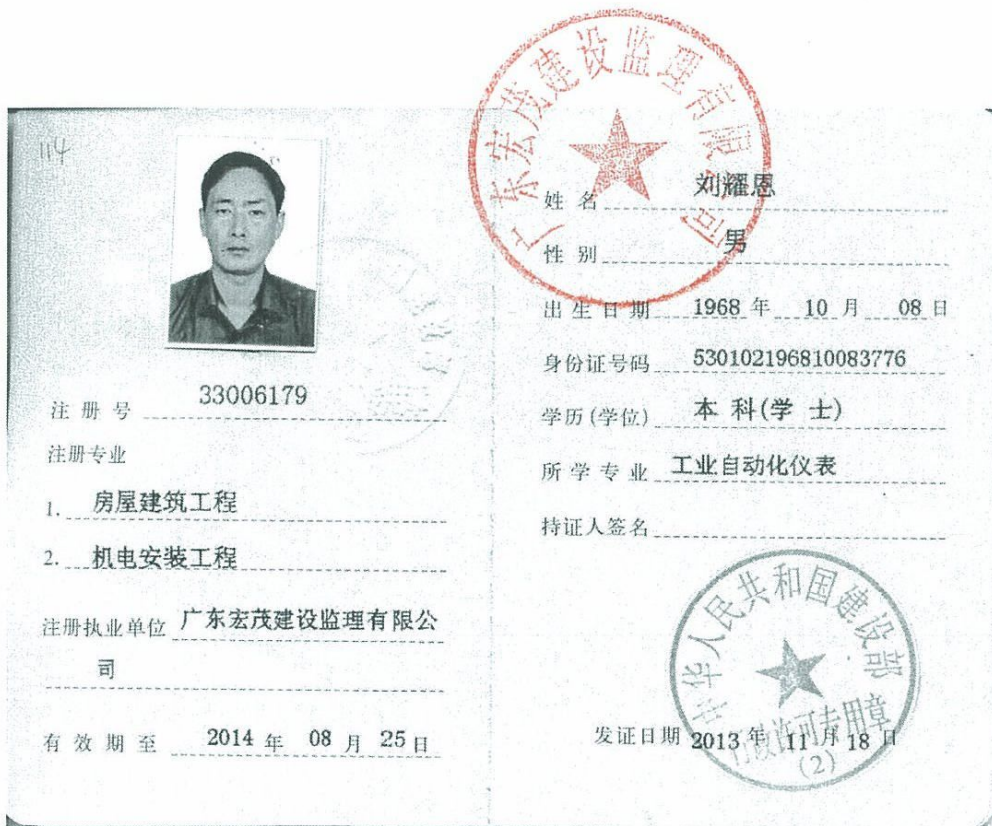 114
注册号 33006179
注册专业
1. 房屋建筑工程
2. 机电安装工程
注册执业单位 广东宏茂建设监理有限公
司
有效期至 2014 年 08 月 25 日
广东宏茂建设监理有限公司
姓名 刘耀恩
性别 男
出生日期 1968 年 10 月 08 日
身份证号码 530102196810083776
学历(学位) 本科(学士)
所学专业 工业自动化仪表
持证人签名
中华人民共和国建设部
行政许可专用章
(2)
发证日期 2013 年 11 月 18 日